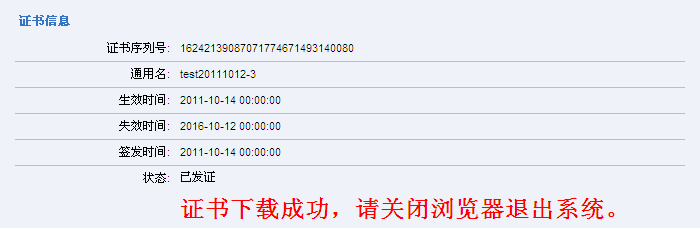 证书信息
证书序列号: 16242139087071774671493140080
通用名: test20111012-3
生效时间: 2011-10-14 00:00:00
失效时间: 2016-10-12 00:00:00
签发时间: 2011-10-14 00:00:00
状态: 已发证
证书下载成功，请关闭浏览器退出系统。